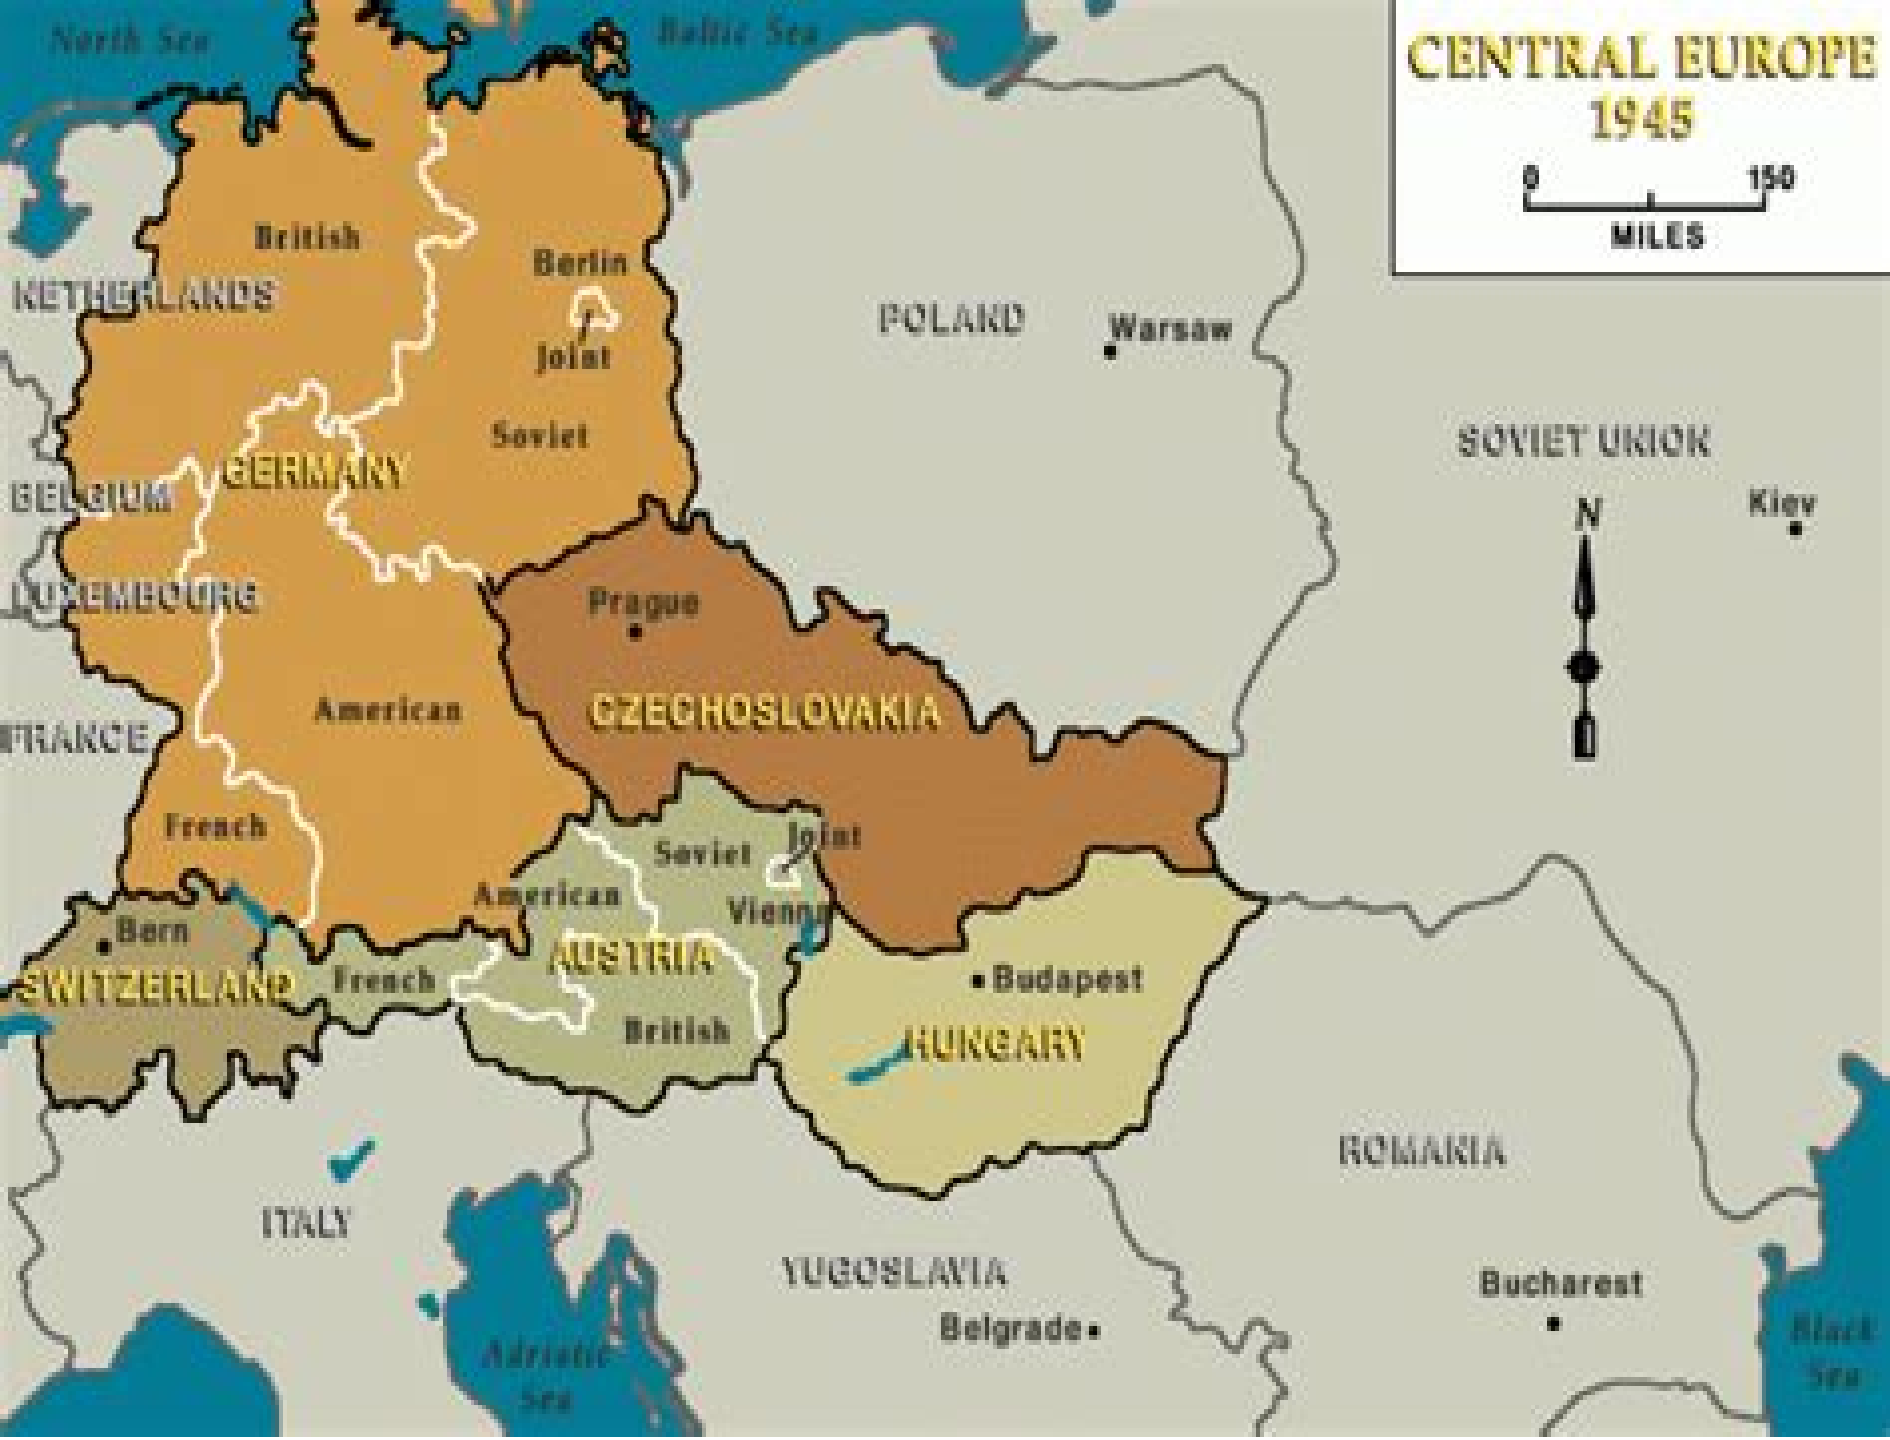 North Sea
Baltic Sea
CENTRAL EUROPE
1945
0 150
MILES
British
Berlin
Joint
NETHERLANDS
POLAND
Warsaw
Soviet
SOVIET UNION
GERMANY
BELGIUM
N
Kiev
LUXEMBOURG
Prague
American
CZECHOSLOVAKIA
FRANCE
French
Soviet
Joint
American
Vienna
Bern
AUSTRIA
SWITZERLAND
French
Budapest
British
HUNGARY
ROMANIA
ITALY
YUGOSLAVIA
Bucharest
Belgrade
Adriatic
Sea
Black
Sea